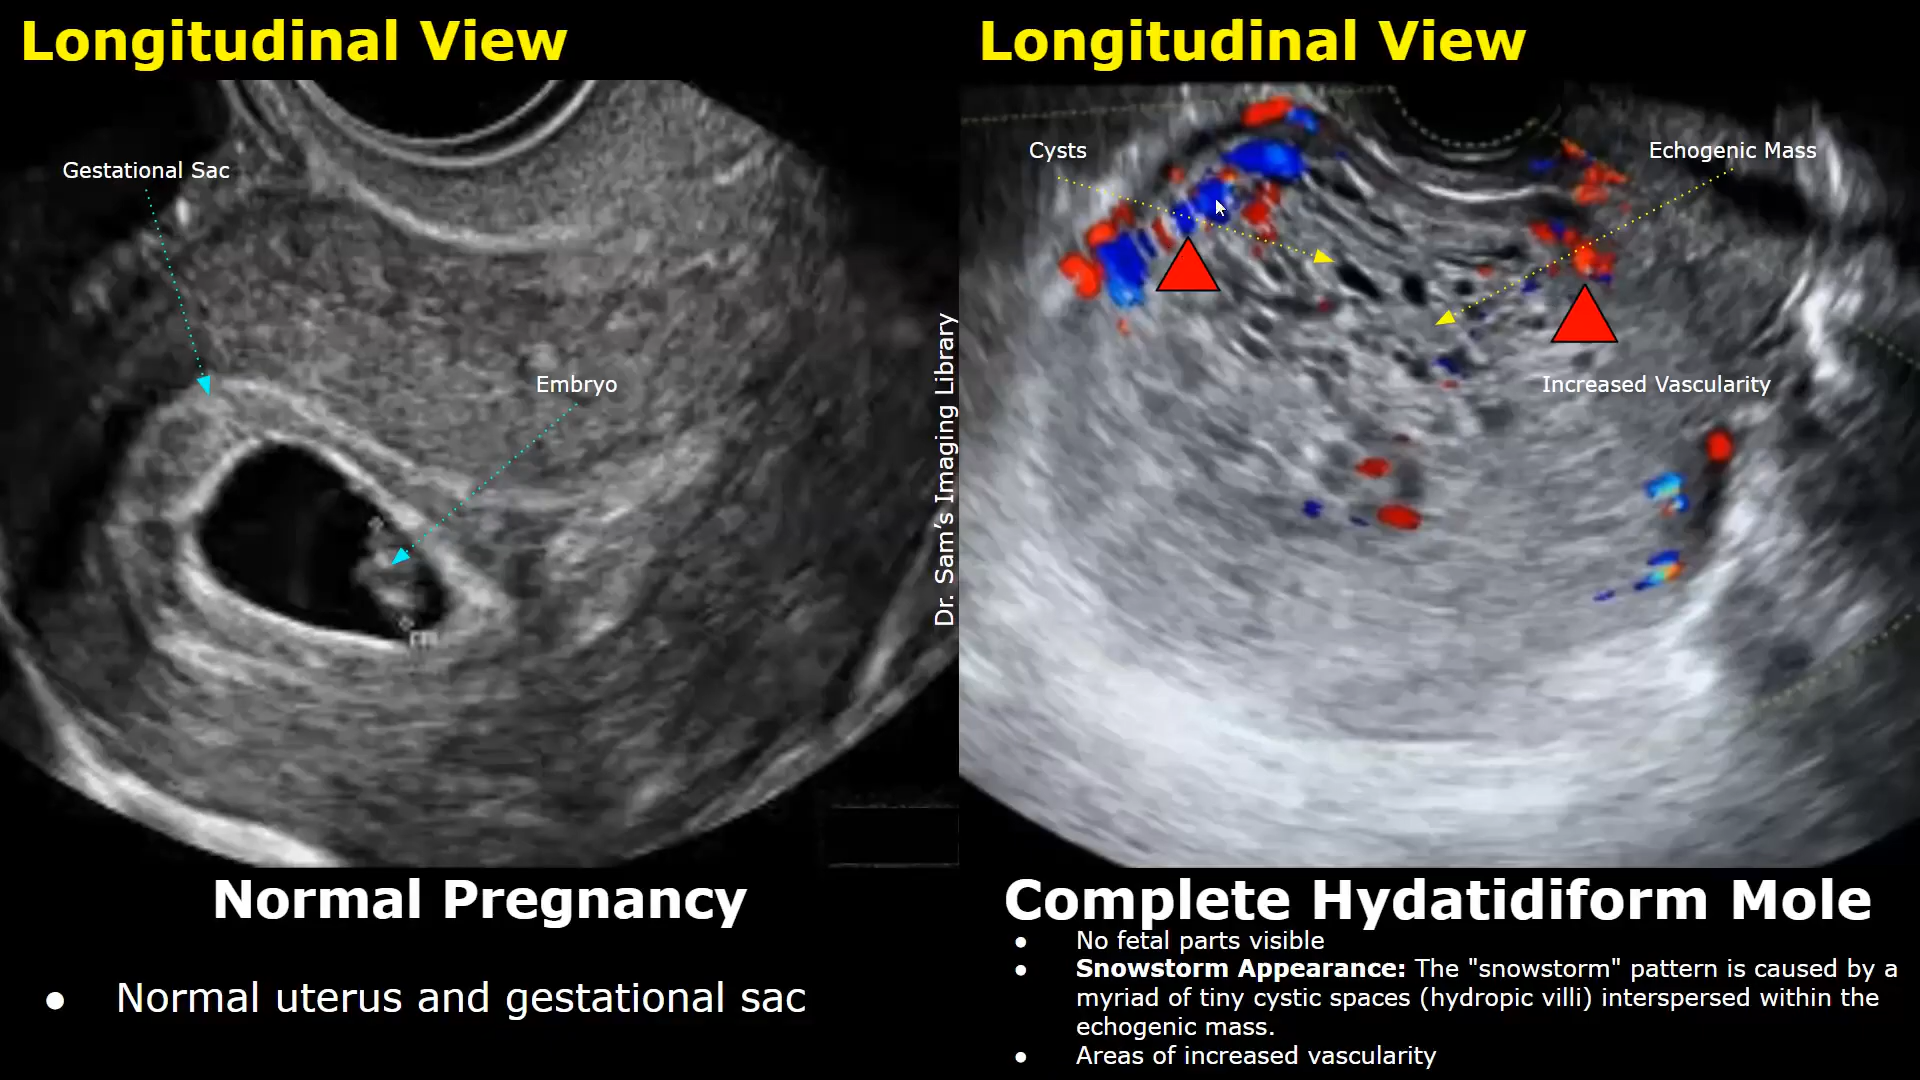 Longitudinal View
Gestational Sac
Embryo
Normal Pregnancy
● Normal uterus and gestational sac
Dr. Sam's Imaging Library
Longitudinal View
Cysts
Echogenic Mass
Increased Vascularity
Complete Hydatidiform Mole
● No fetal parts visible
● Snowstorm Appearance: The "snowstorm" pattern is caused by a
myriad of tiny cystic spaces (hydropic villi) interspersed within the
echogenic mass.
● Areas of increased vascularity